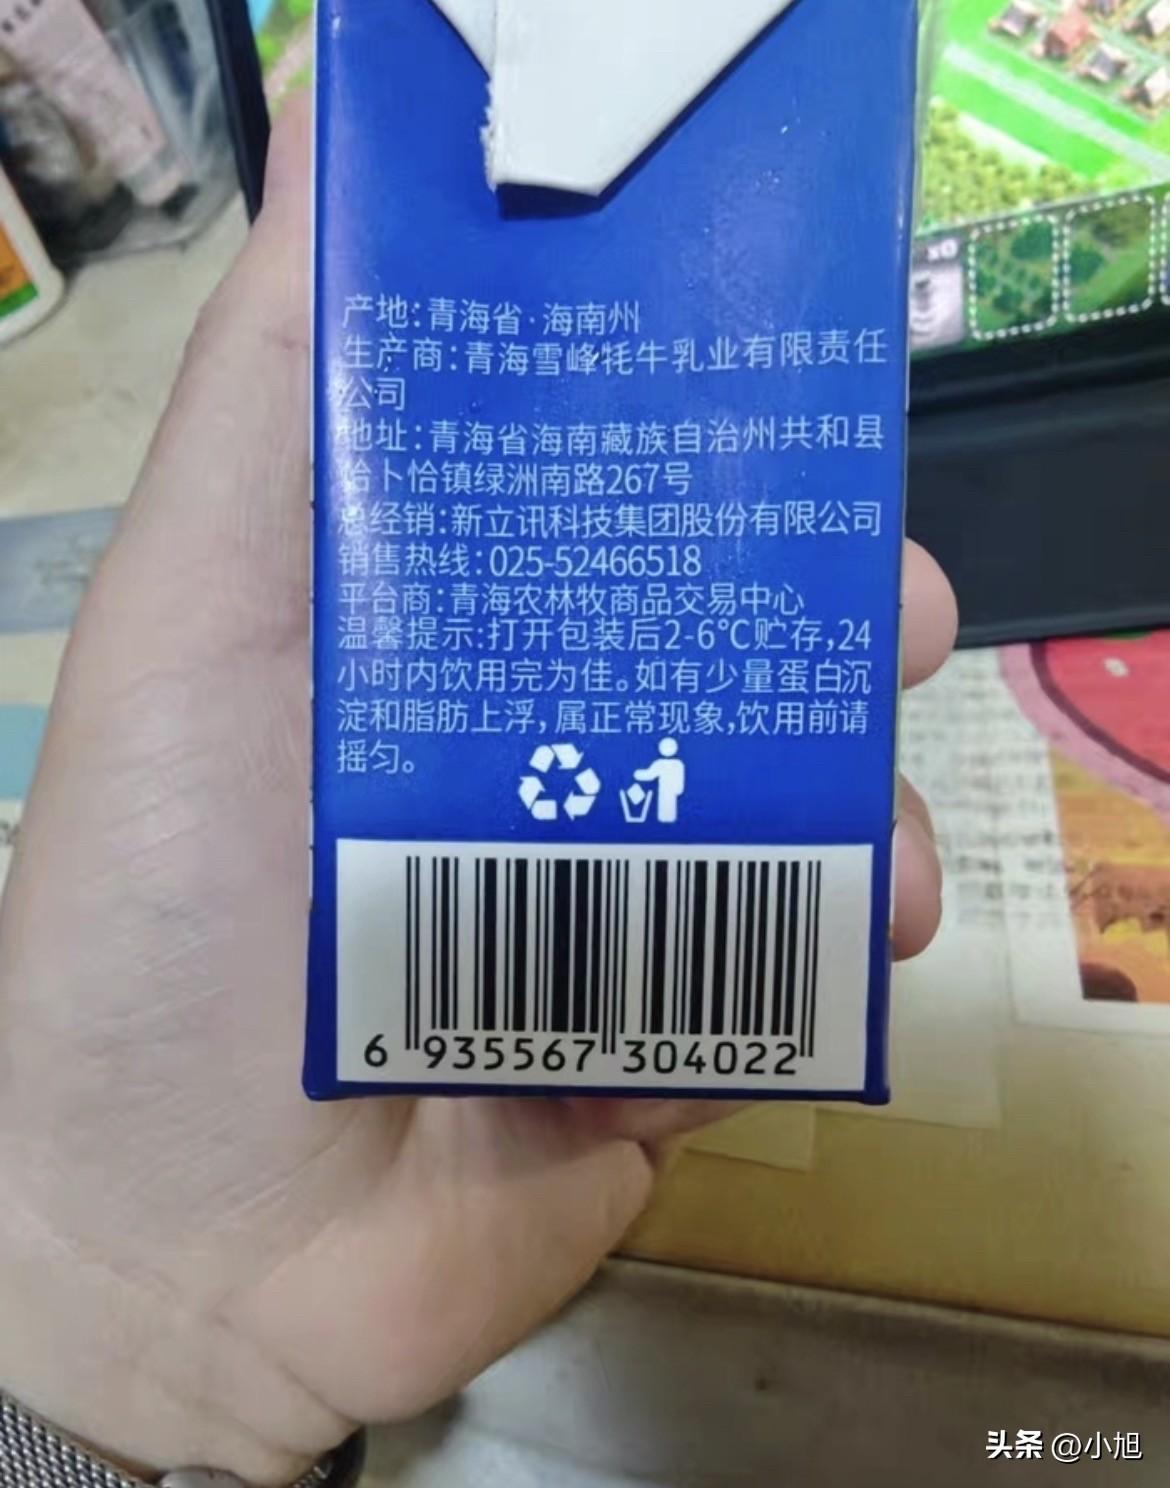 产地:青海省·海南州
生产商:青海雪峰牦牛乳业有限责任
公司
地址:青海省海南藏族自治州共和县
恰卜恰镇绿洲南路267号
总经销:新立讯科技集团股份有限公司
销售热线:025-52466518
平台商:青海农林牧商品交易中心
温馨提示:打开包装后2-6℃贮存,24
小时内饮用完为佳。如有少量蛋白沉
淀和脂肪上浮,属正常现象,饮用前请
摇匀。
6 935567 304022
头条 @小旭